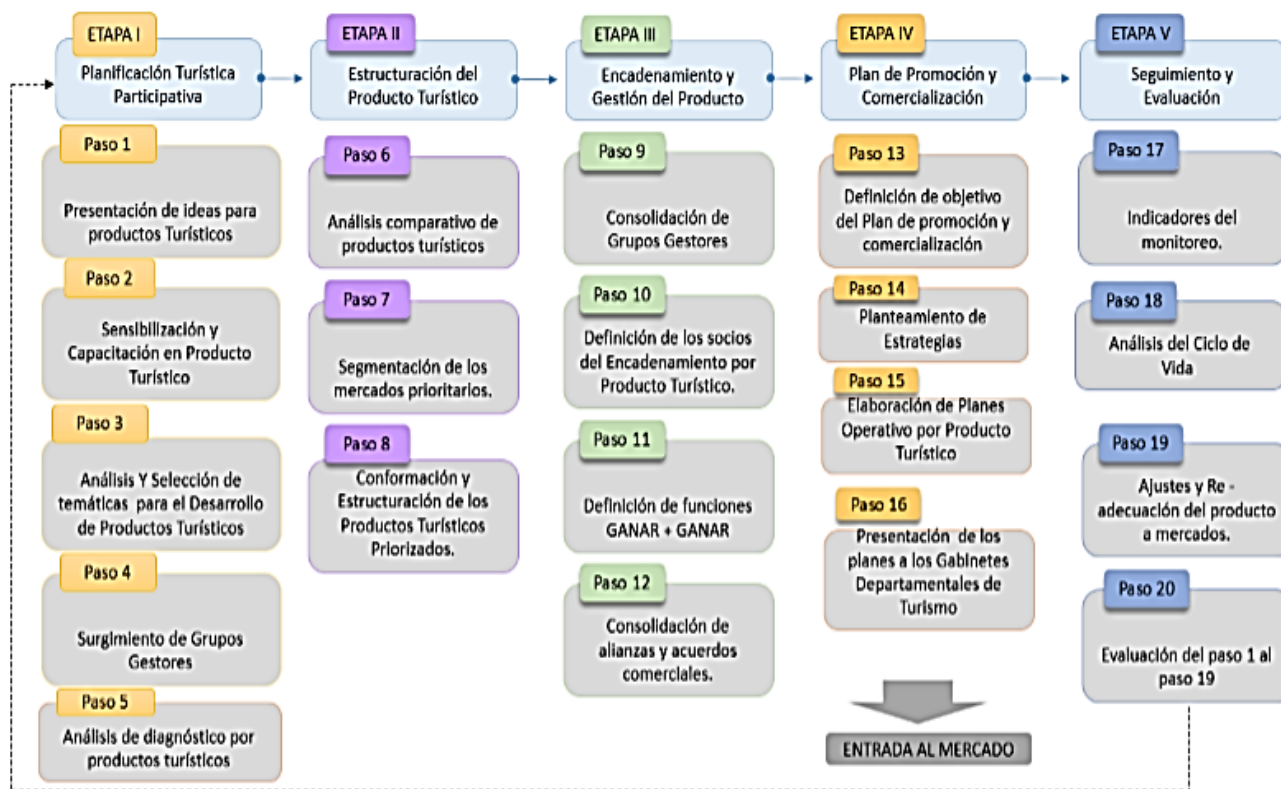 ETAPA I
Planificación Turística
Participativa
Paso 1
Presentación de ideas para
productos Turísticos
Paso 2
Sensibilización y
Capacitación en Producto
Turístico
Paso 3
Análisis Y Selección de
temáticas para el Desarrollo
de Productos Turísticos
Paso 4
Surgimiento de Grupos
Gestores
Paso 5
Análisis de diagnóstico por
productos turísticos
ETAPA II
Estructuración del
Producto Turístico
Paso 6
Análisis comparativo de
productos turísticos
Paso 7
Segmentación de los
mercados prioritarios.
Paso 8
Conformación y
Estructuración de los
Productos Turísticos
Priorizados.
ETAPA III
Encadenamiento y
Gestión del Producto
Paso 9
Consolidación de
Grupos Gestores
Paso 10
Definición de los socios
del Encadenamiento por
Producto Turístico.
Paso 11
Definición de funciones
GANAR + GANAR
Paso 12
Consolidación de
alianzas y acuerdos
comerciales.
ETAPA IV
Plan de Promoción y
Comercialización
Paso 13
Definición de objetivo
del Plan de promoción y
comercialización
Paso 14
Planteamiento de
Estrategias
Paso 15
Elaboración de Planes
Operativo por Producto
Turístico
Paso 16
Presentación de los
planes a los Gabinetes
Departamentales de
Turismo
ENTRADA AL MERCADO
ETAPA V
Seguimiento y
Evaluación
Paso 17
Indicadores del
monitoreo.
Paso 18
Análisis del Ciclo de
Vida
Paso 19
Ajustes y Re -
adecuación del producto
a mercados.
Paso 20
Evaluación del paso 1 al
paso 19